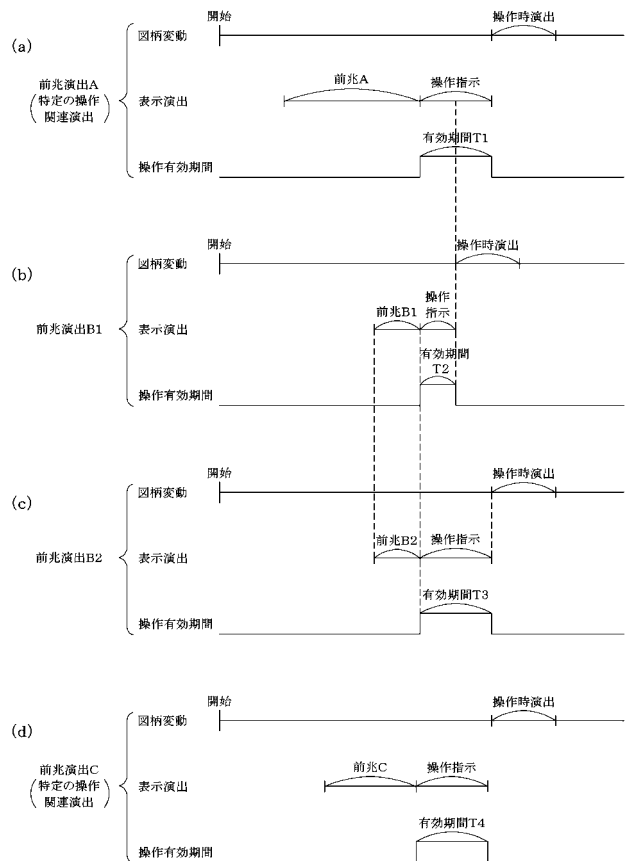 (a)
前兆演出A
(特定の操作
関連演出)
図柄変動
開始
操作時演出
表示演出
前兆A
操作指示
操作有効期間
有効期間T1
(b)
前兆演出B1
図柄変動
開始
操作時演出
表示演出
前兆B1
操作
指示
操作有効期間
有効期間
T2
(c)
前兆演出B2
図柄変動
開始
操作時演出
表示演出
前兆B2
操作指示
操作有効期間
有効期間T3
(d)
前兆演出C
(特定の操作
関連演出)
図柄変動
開始
操作時演出
表示演出
前兆C
操作指示
操作有効期間
有効期間T4